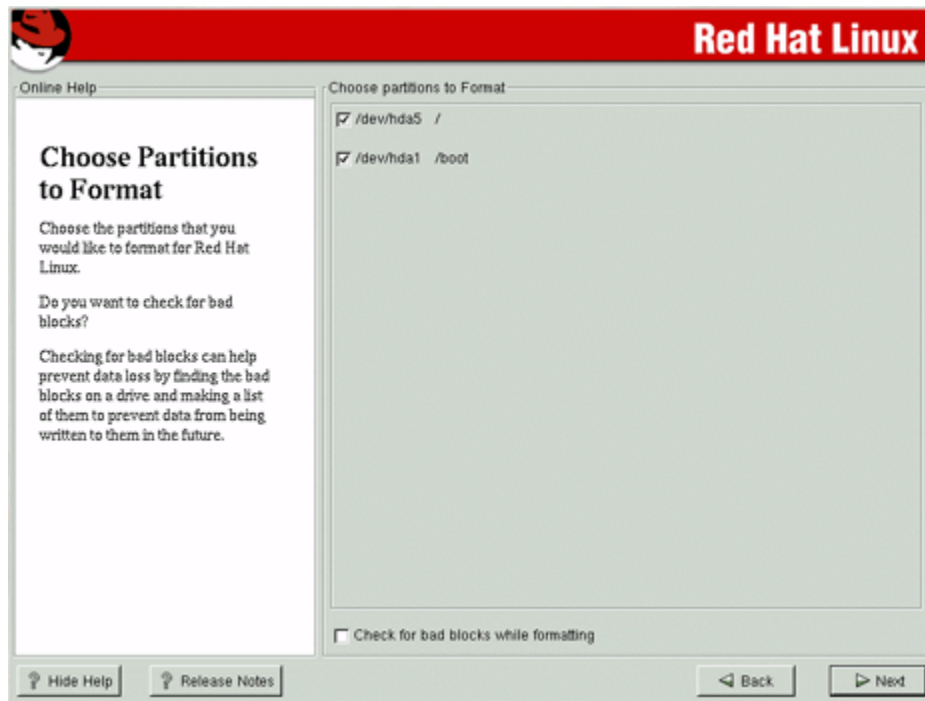 Red Hat Linux
Online Help
Choose Partitions
to Format
Choose the partitions that you
would like to format for Red Hat
Linux.
Do you want to check for bad
blocks?
Checking for bad blocks can help
prevent data loss by finding the bad
blocks on a drive and making a list
of them to prevent data from being
written to them in the future.
Choose partitions to Format
/dev/hda5 /
/dev/hda1 /boot
Check for bad blocks while formatting
Hide Help
Release Notes
Back
Next